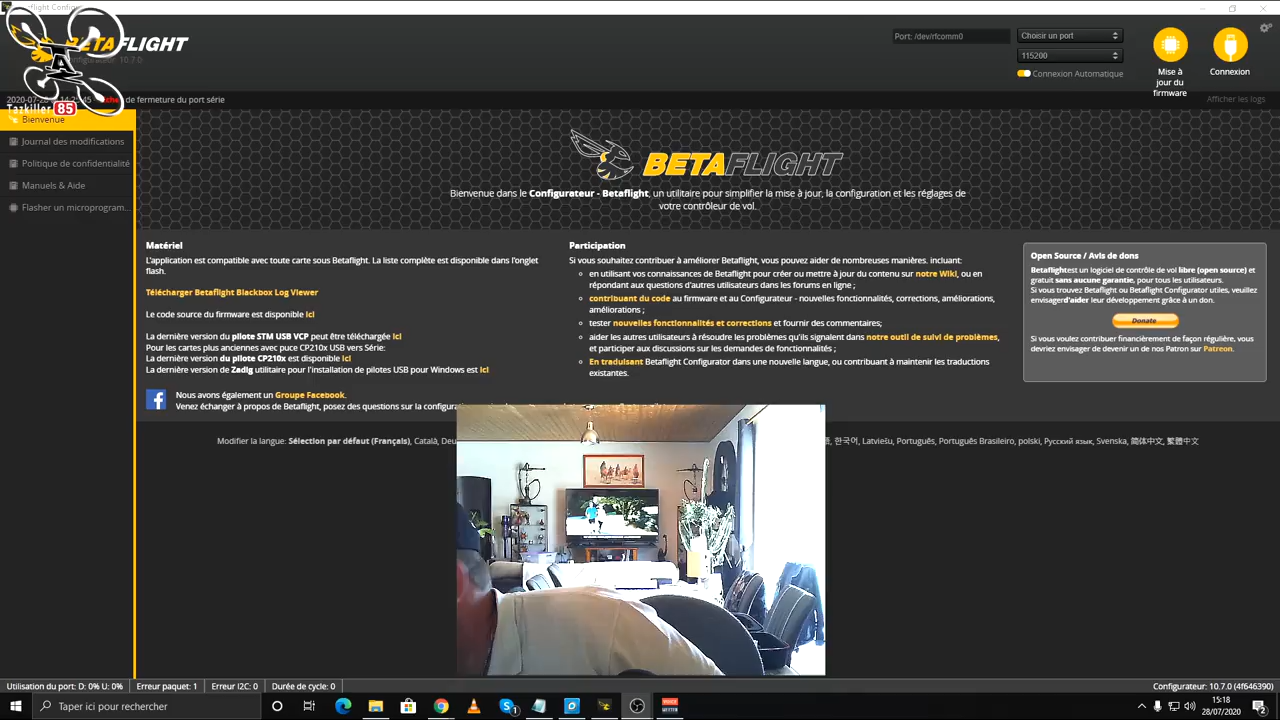 BETAFLIGHT
10.7.0
Port: /dev/rfcomm0
Choisir un port
115200
Connexion Automatique
Mise à
jour du
firmware
Connexion
de fermeture du port série
Afficher les logs
Tazkiller 85
Bienvenue
Journal des modifications
Politique de confidentialité
Manuels & Aide
Flasher un microprogram...
BETAFLIGHT
Bienvenue dans le Configurateur - Betaflight, un utilitaire pour simplifier la mise à jour, la configuration et les réglages de
votre contrôleur de vol.
Matériel
L'application est compatible avec toute carte sous Betaflight. La liste complète est disponible dans l'onglet
flash.
Télécharger Betaflight Blackbox Log Viewer
Le code source du firmware est disponible ici
La dernière version du pilote STM USB VCP peut être téléchargée ici
Pour les cartes plus anciennes avec puce CP210x USB vers Série:
La dernière version du pilote CP210x est disponible ici
La dernière version de Zadig utilitaire pour l'installation de pilotes USB pour Windows est ici
Nous avons également un Groupe Facebook.
Venez échanger à propos de Betaflight, posez des questions sur la
Participation
Si vous souhaitez contribuer à améliorer Betaflight, vous pouvez aider de nombreuses manières. incluant:
en utilisant vos connaissances de Betaflight pour créer ou mettre à jour du contenu sur notre Wiki, ou en
répondant aux questions d'autres utilisateurs dans les forums en ligne ;
contribuant du code au firmware et au Configurateur - nouvelles fonctionnalités, corrections, améliorations,
améliorations ;
tester nouvelles fonctionnalités et corrections et fournir des commentaires;
aider les autres utilisateurs à résoudre les problèmes qu'ils signalent dans notre outil de suivi de problèmes,
et participer aux discussions sur les demandes de fonctionnalités ;
En traduisant Betaflight Configurator dans une nouvelle langue, ou contribuant à maintenir les traductions
existantes.
Open Source / Avis de dons
Betaflightest un logiciel de contrôle de vol libre (open source) et
gratuit sans aucune garantie, pour tous les utilisateurs.
Si vous trouvez Betaflight ou Betaflight Configurator utiles, veuillez
envisagerd'aider leur développement grâce à un don.
Donate
Si vous voulez contribuer financièrement de façon régulière, vous
devriez envisager de devenir un de nos Patron sur Patreon.
Modifier la langue: Sélection par défaut (Français), Català, 한국어, Latviešu, Português, Português Brasileiro, polski, Русский язык, Svenska, 简体中文, 繁體中文
Utilisation du port: D: 0% U: 0% Erreur paquet: 1 Erreur I2C: 0 Durée de cycle: 0 Configurateur: 10.7.0 (4f646390)
Taper ici pour rechercher
15:18
28/07/2020